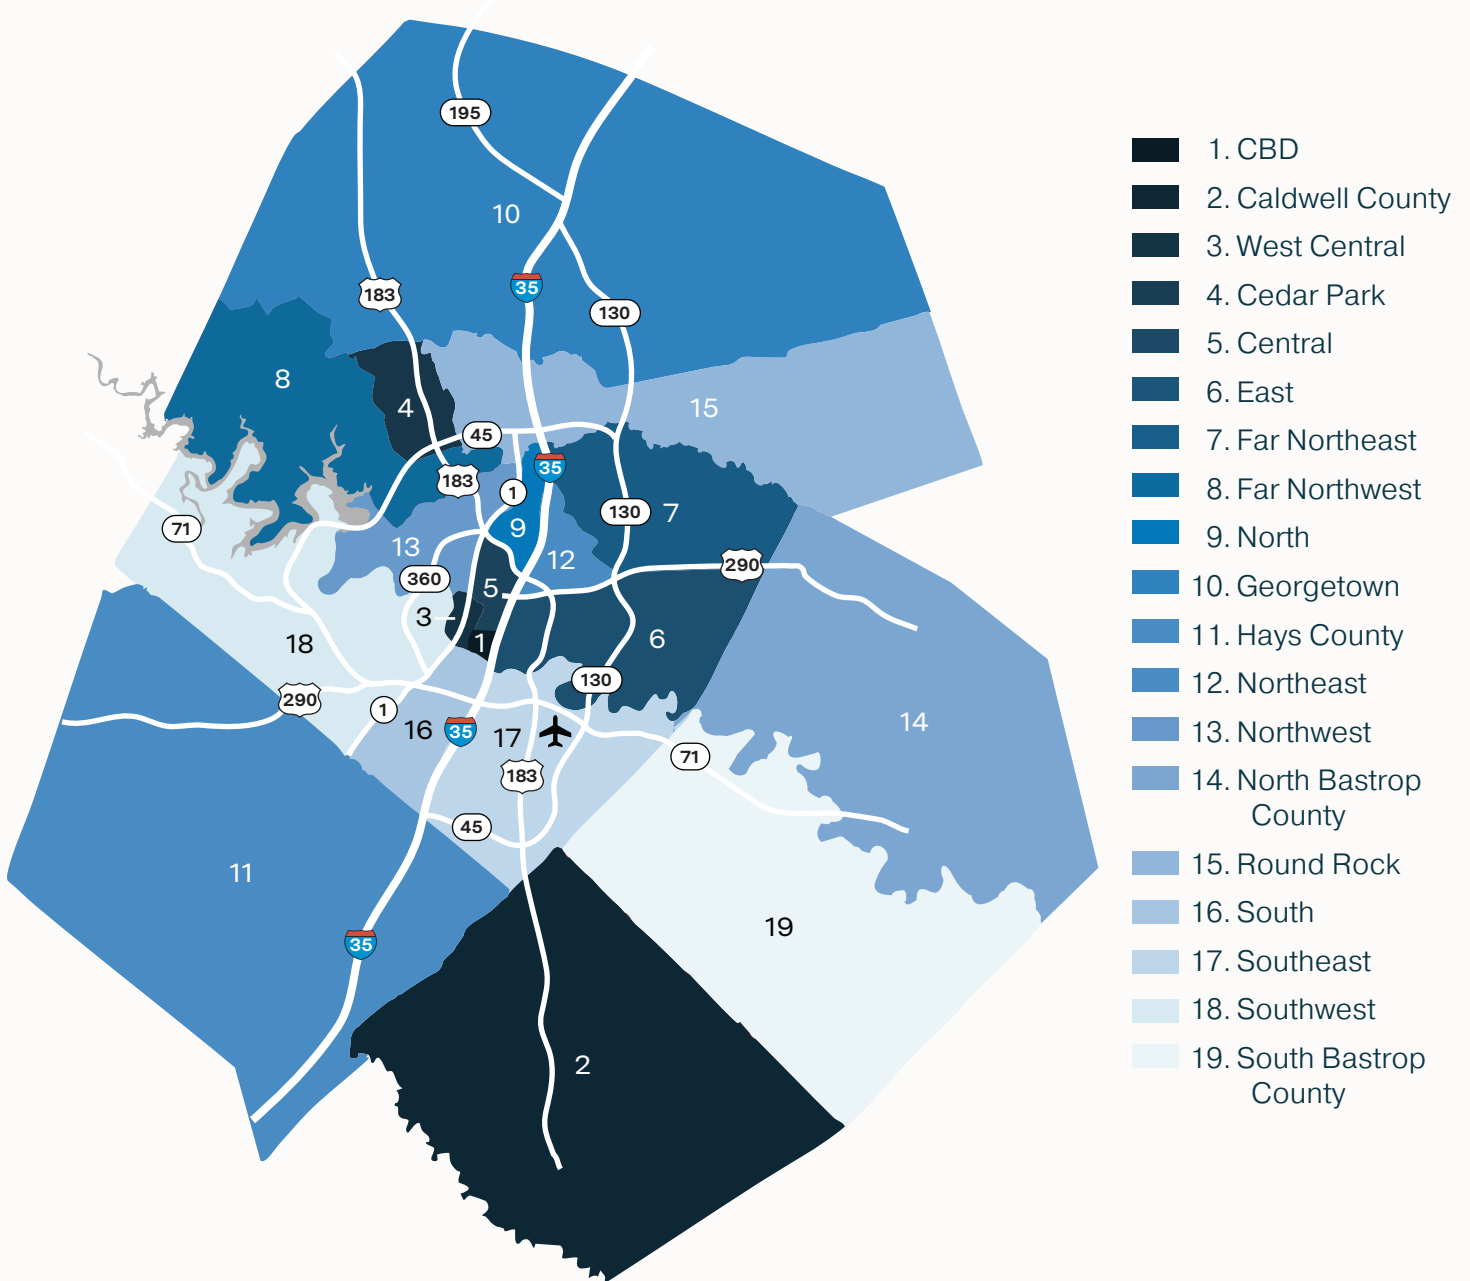 195
10
183
35
130
8
4
15
45
183
35
1
130
7
71
9
13
12
290
360
5
3
1
18
6
130
290
1
16
35
17
14
71
183
45
11
19
35
2
1. CBD
2. Caldwell County
3. West Central
4. Cedar Park
5. Central
6. East
7. Far Northeast
8. Far Northwest
9. North
10. Georgetown
11. Hays County
12. Northeast
13. Northwest
14. North Bastrop
County
15. Round Rock
16. South
17. Southeast
18. Southwest
19. South Bastrop
County